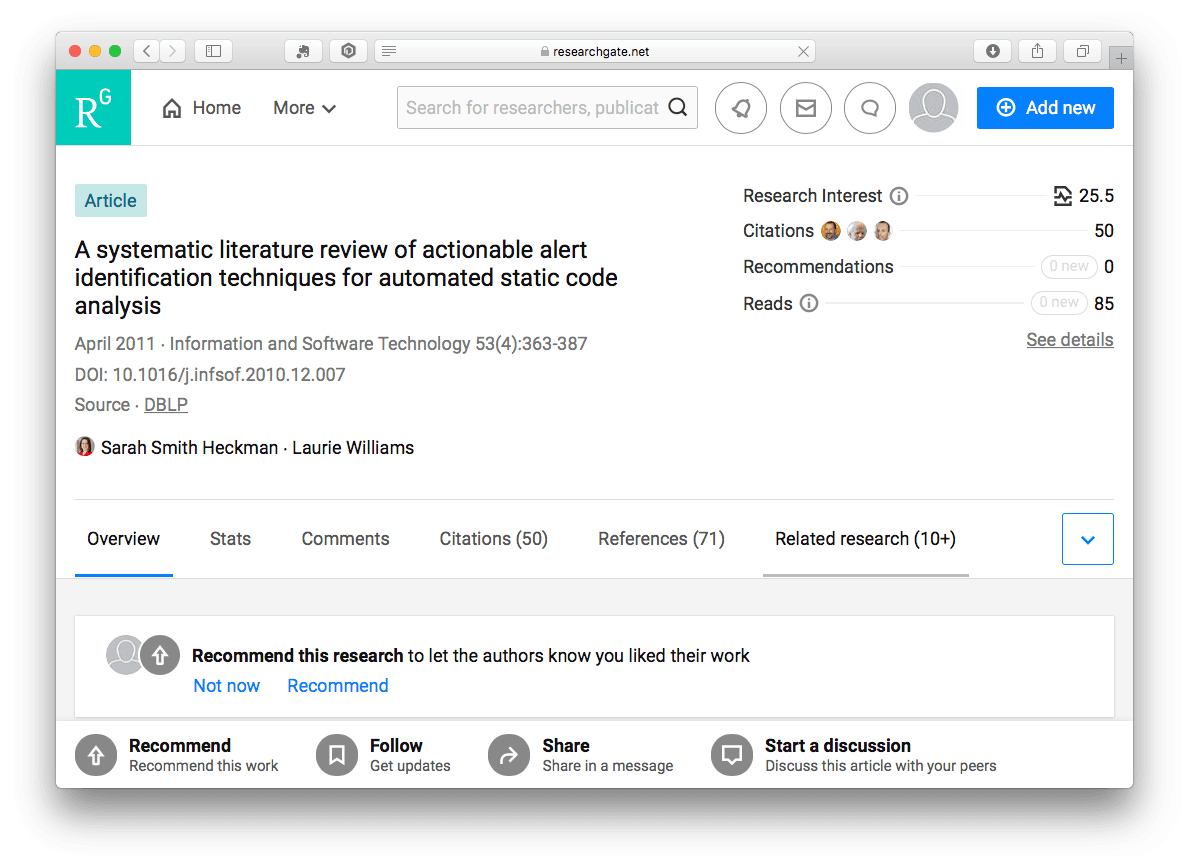 researchgate.net
RG
Home
More
Search for researchers, publicat
Add new
Article
A systematic literature review of actionable alert
identification techniques for automated static code
analysis
April 2011 · Information and Software Technology 53(4):363-387
DOI: 10.1016/j.infsof.2010.12.007
Source · DBLP
Sarah Smith Heckman · Laurie Williams
Research Interest 25.5
Citations 50
Recommendations 0 new 0
Reads 0 new 85
See details
Overview
Stats
Comments
Citations (50)
References (71)
Related research (10+)
Recommend this research to let the authors know you liked their work
Not now
Recommend
Recommend
Recommend this work
Follow
Get updates
Share
Share in a message
Start a discussion
Discuss this article with your peers